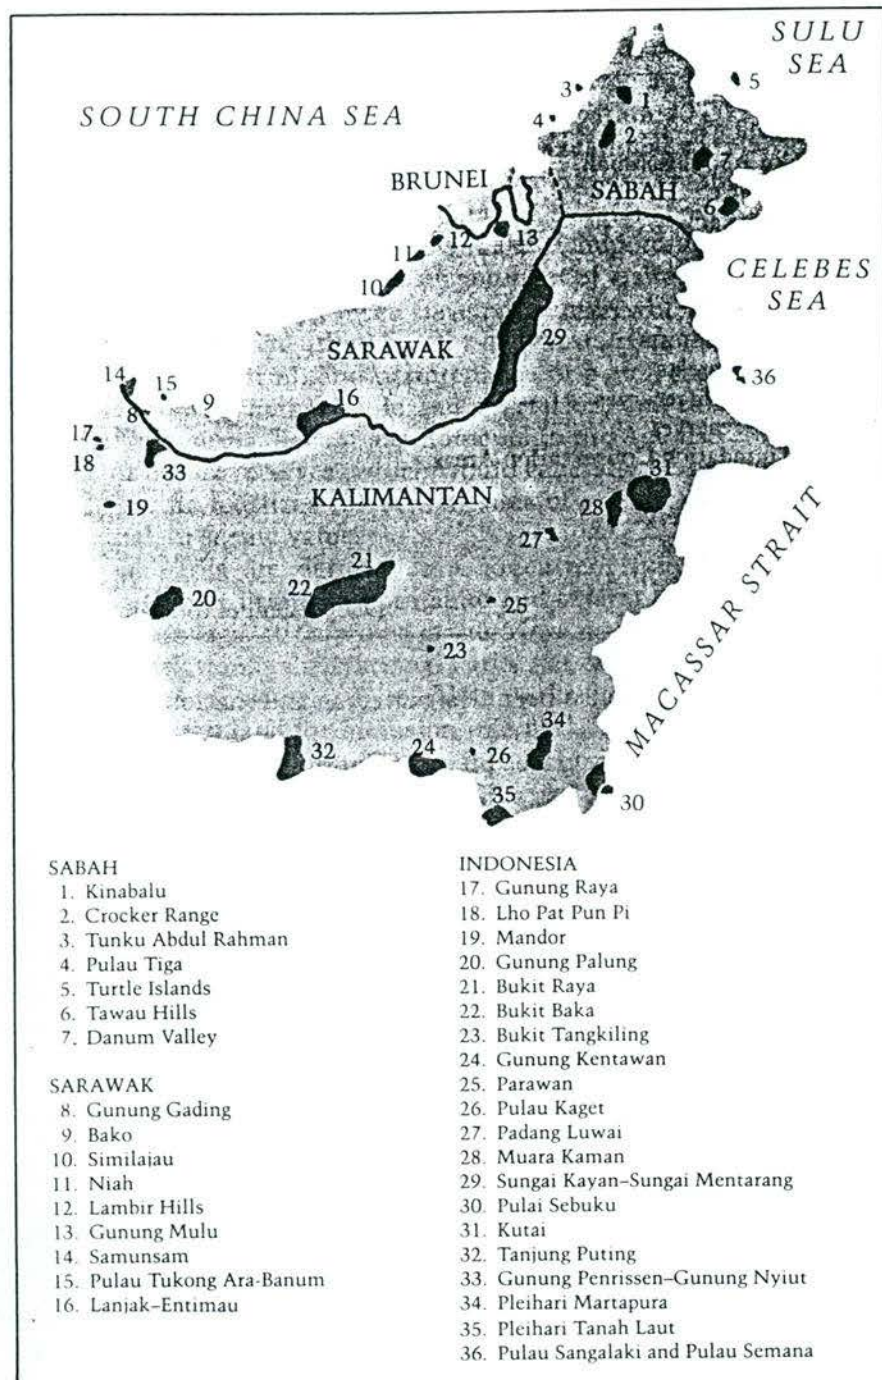 SULU
SEA
SOUTH CHINA SEA
3
1
5
4
2
7
BRUNEI
SABAH
6
12
13
11
10
CELEBES
SEA
SARAWAK
29
14
15
16
36
8
9
17
18
33
31
KALIMANTAN
28
19
27
21
22
20
25
23
MACASSAR STRAIT
34
32
24
26
35
30
SABAH
1. Kinabalu
2. Crocker Range
3. Tunku Abdul Rahman
4. Pulau Tiga
5. Turtle Islands
6. Tawau Hills
7. Danum Valley
SARAWAK
8. Gunung Gading
9. Bako
10. Similajau
11. Niah
12. Lambir Hills
13. Gunung Mulu
14. Samunsam
15. Pulau Tukong Ara-Banum
16. Lanjak–Entimau
INDONESIA
17. Gunung Raya
18. Lho Pat Pun Pi
19. Mandor
20. Gunung Palung
21. Bukit Raya
22. Bukit Baka
23. Bukit Tangkiling
24. Gunung Kentawan
25. Parawan
26. Pulau Kaget
27. Padang Luwai
28. Muara Kaman
29. Sungai Kayan–Sungai Mentarang
30. Pulai Sebuku
31. Kutai
32. Tanjung Puting
33. Gunung Penrissen–Gunung Nyiut
34. Pleihari Martapura
35. Pleihari Tanah Laut
36. Pulau Sangalaki and Pulau Semana